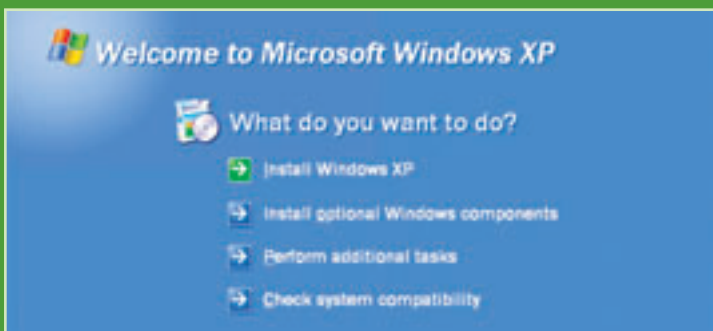 Welcome to Microsoft Windows XP
What do you want to do?
Install Windows XP
Install optional Windows components
Perform additional tasks
Check system compatibility